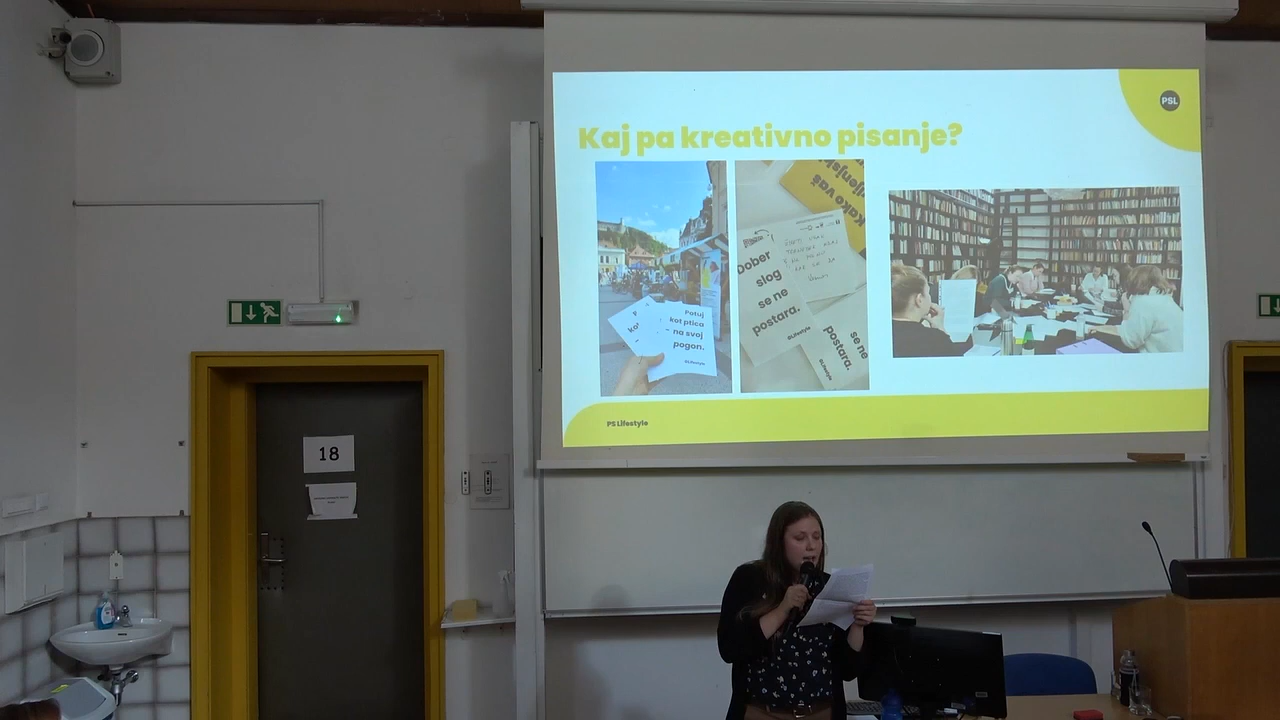 PSL
Kaj pa kreativno pisanje?
Potuj
kot ptica
na svoj
pogon.
Kako vaš
Dober
slog
se ne
postara.
se ne
postara.
PS Lifestyle
18